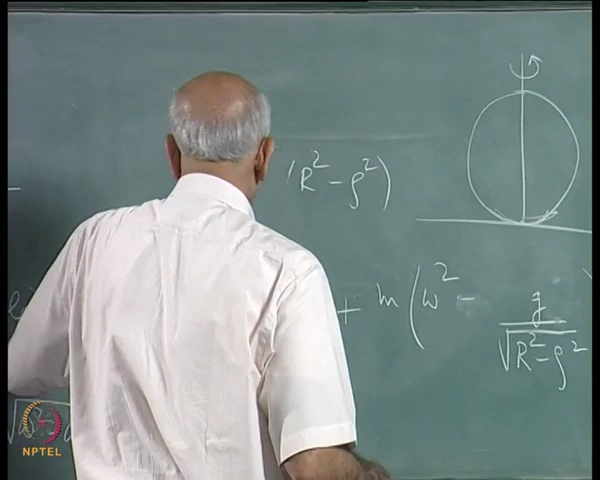 (R² - ρ²)
+ m(ω² - g/√R²-ρ²
NPTEL